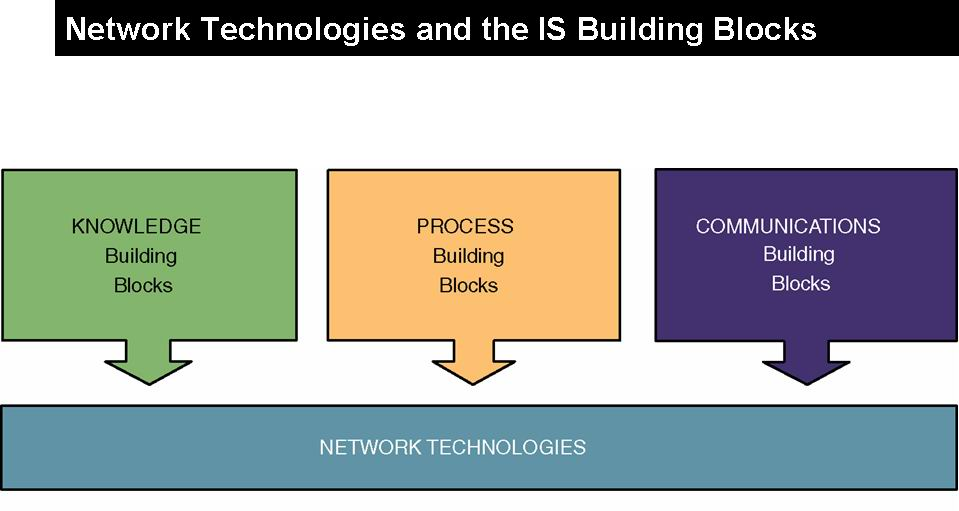 Network Technologies and the IS Building Blocks
KNOWLEDGE
Building
Blocks
PROCESS
Building
Blocks
COMMUNICATIONS
Building
Blocks
NETWORK TECHNOLOGIES